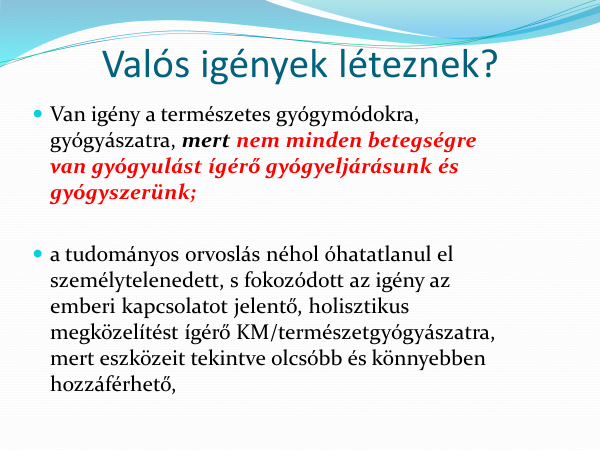 Valós igények léteznek?
Van igény a természetes gyógymódokra,
gyógyászatra, mert nem minden betegségre
van gyógyulást ígérő gyógyeljárásunk és
gyógyszerünk;
a tudományos orvoslás néhol óhatatlanul el
személytelenedett, s fokozódott az igény az
emberi kapcsolatot jelentő, holisztikus
megközelítést ígérő KM/természetgyógyászatra,
mert eszközeit tekintve olcsóbb és könnyebben
hozzáférhető,